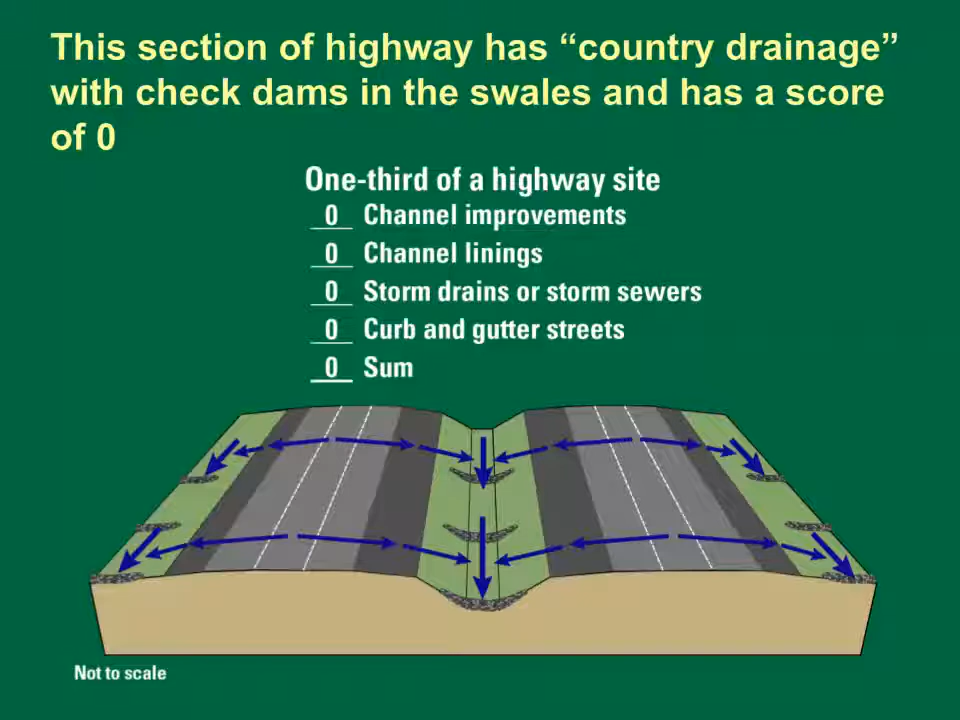 This section of highway has “country drainage”
with check dams in the swales and has a score
of 0
One-third of a highway site
0 Channel improvements
0 Channel linings
0 Storm drains or storm sewers
0 Curb and gutter streets
0 Sum
Not to scale